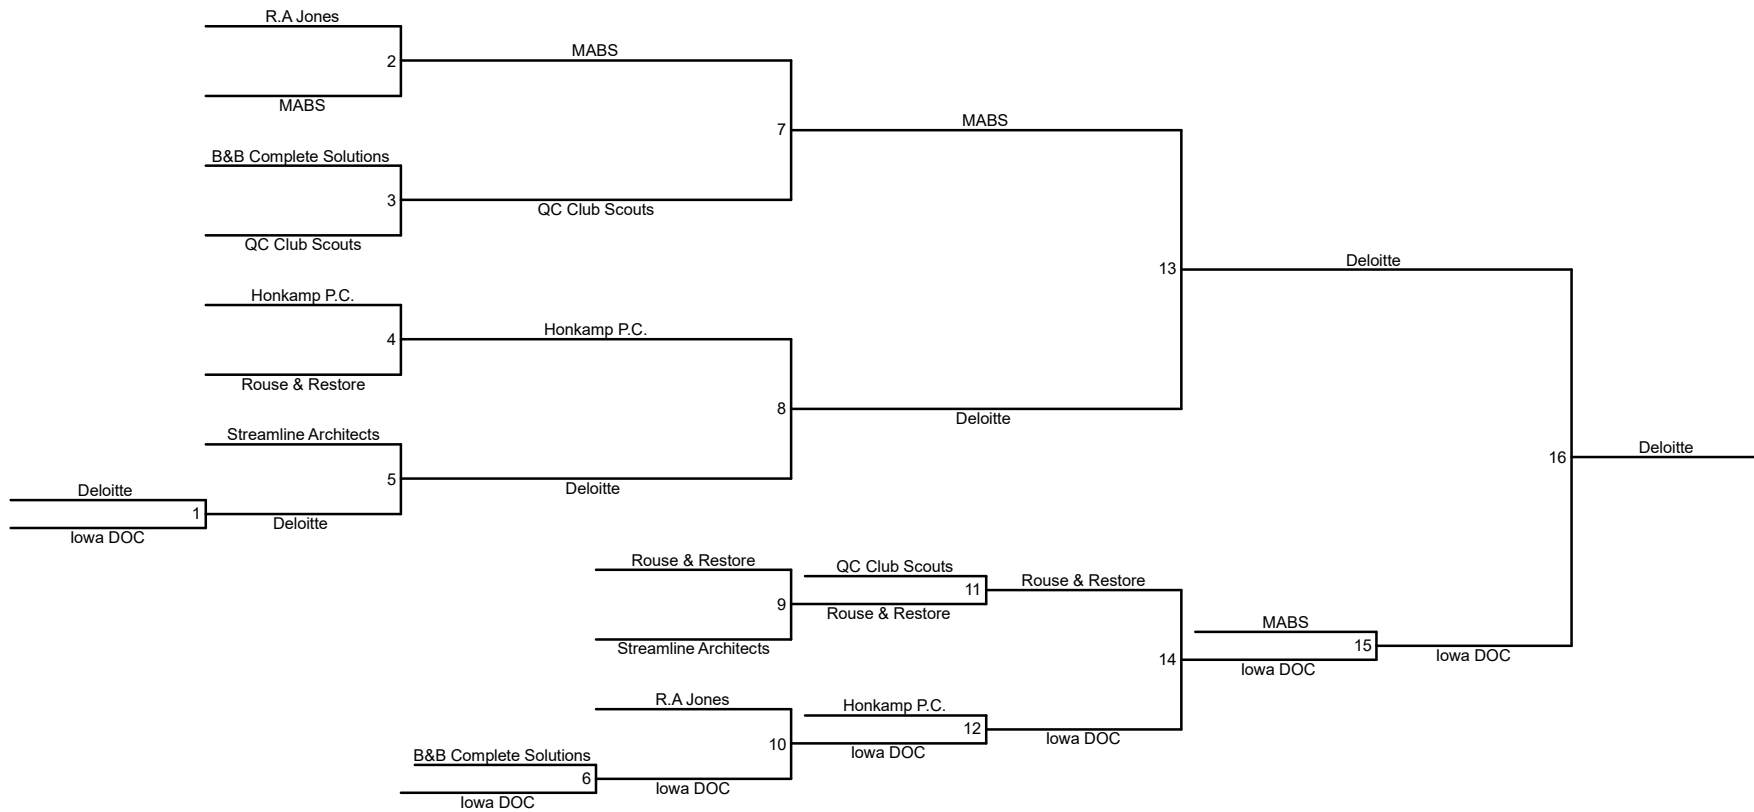 R.A Jones
2
MABS
MABS
7
MABS
B&B Complete Solutions
3
QC Club Scouts
QC Club Scouts
13
Deloitte
Honkamp P.C.
4
Honkamp P.C.
Rouse & Restore
8
Deloitte
Streamline Architects
5
Deloitte
16
Deloitte
Deloitte
1
Deloitte
Iowa DOC
Rouse & Restore
9
Streamline Architects
QC Club Scouts
11
Rouse & Restore
Rouse & Restore
14
MABS
15
Iowa DOC
Iowa DOC
R.A Jones
10
Honkamp P.C.
12
Iowa DOC
Iowa DOC
B&B Complete Solutions
6
Iowa DOC
Iowa DOC
MABS